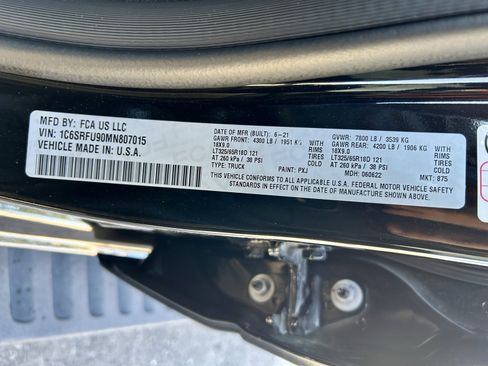 MFD BY: FCA US LLC
VIN: 1C6SRFU90MN807015
VEHICLE MADE IN: U.S.A.
DATE OF MFR (BUILT): 6-21 GVWR: 7800 LB / 3539 KG
GAWR FRONT: 4300 LB / 1951 KG WITH GAWR REAR: 4200 LB / 1906 KG WITH
18X9.0 RIMS 18X9.0 RIMS
LT325/65R18D 121 TIRES LT325/65R18D 121 TIRES
AT 260 kPa / 38 PSI COLD AT 260 kPa / 38 PSI COLD
TYPE: TRUCK PAINT: PXJ MDH: 060622 MKT: 875
THIS VEHICLE CONFORMS TO ALL APPLICABLE U.S.A. FEDERAL MOTOR VEHICLE SAFETY
STANDARDS IN EFFECT ON THE DATE OF MANUFACTURE SHOWN ABOVE.